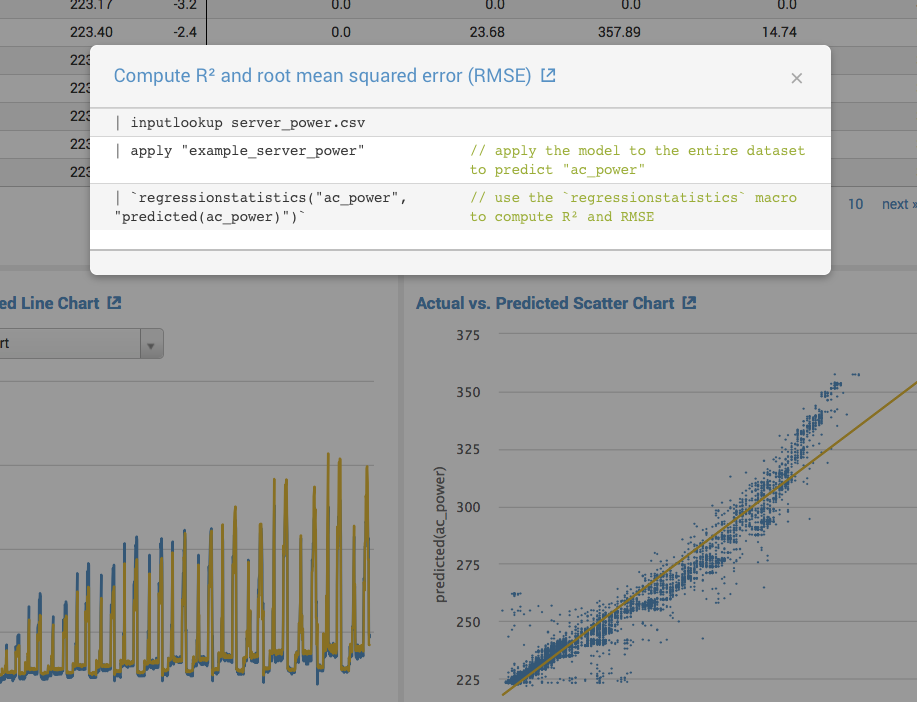 223.17 -3.2 0.0 0.0 0.0 0.0
223.40 -2.4 0.0 23.68 357.89 14.74
223
223
223
223
223
Compute R² and root mean squared error (RMSE)
×
| inputlookup server_power.csv
| apply "example_server_power" // apply the model to the entire dataset
to predict "ac_power"
| `regressionstatistics("ac_power", // use the `regressionstatistics` macro
"predicted(ac_power)")` to compute R² and RMSE
10 next »
ed Line Chart
rt
Actual vs. Predicted Scatter Chart
375
350
325
300
275
250
225
predicted(ac_power)